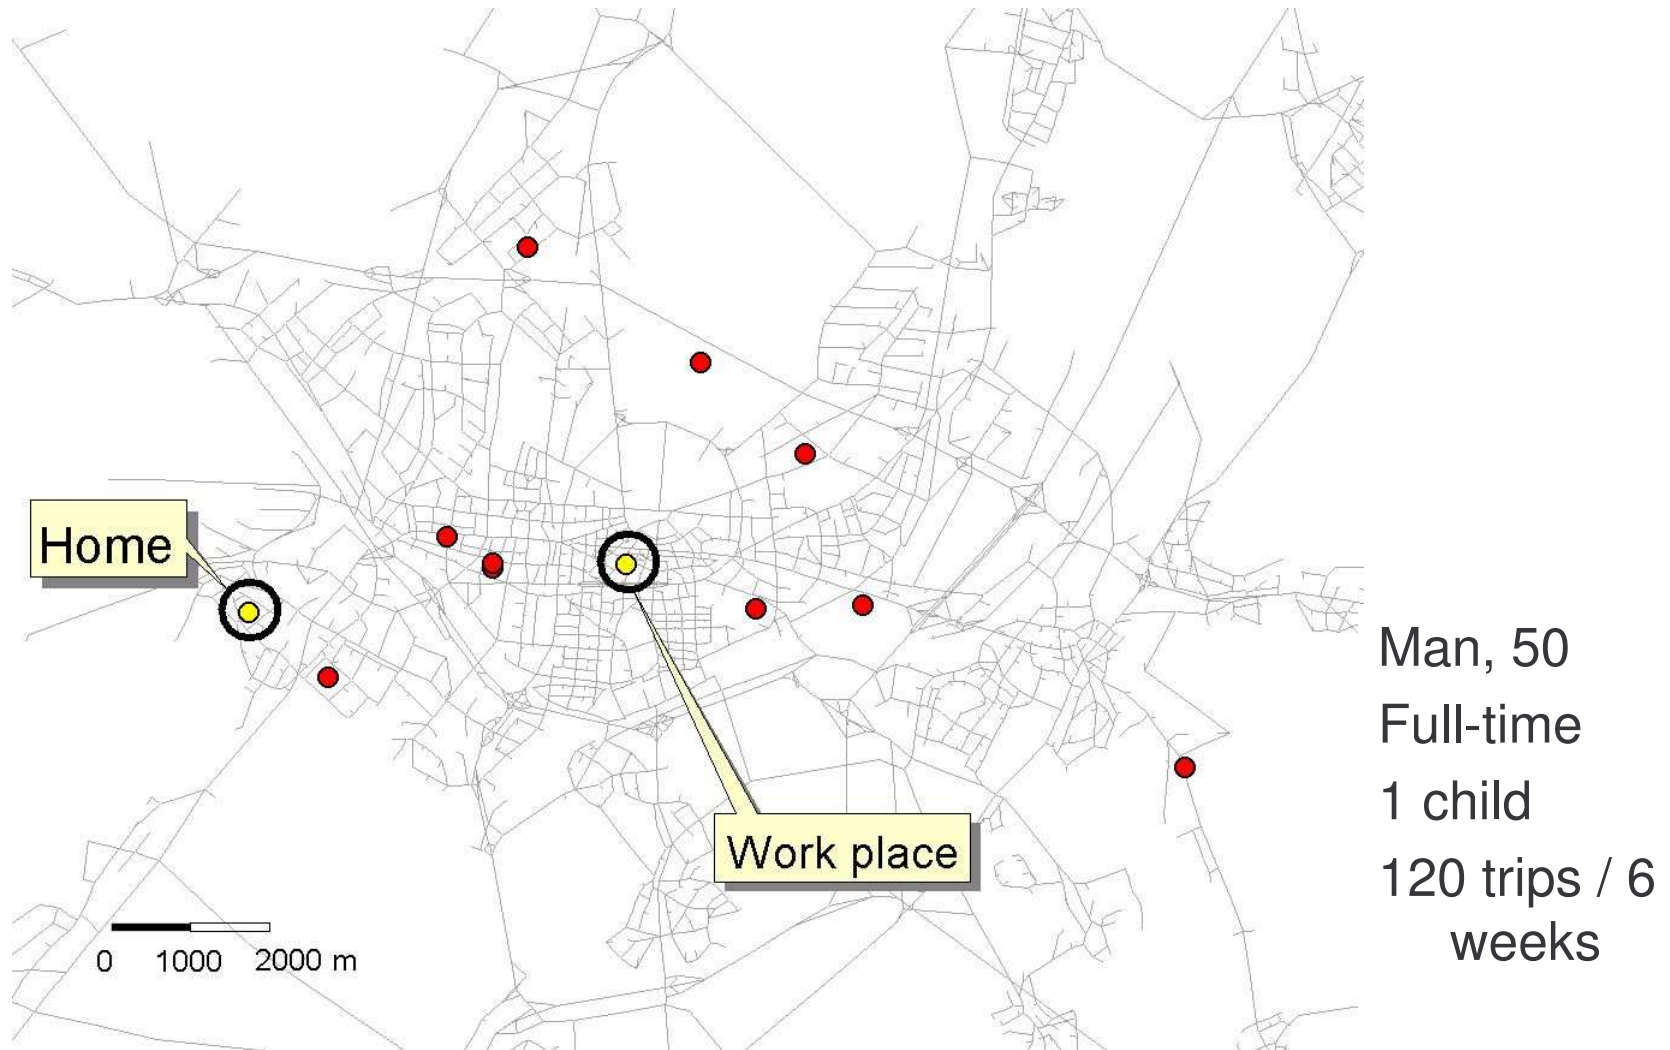 Home
Work place
0 1000 2000 m
Man, 50
Full-time
1 child
120 trips / 6
weeks